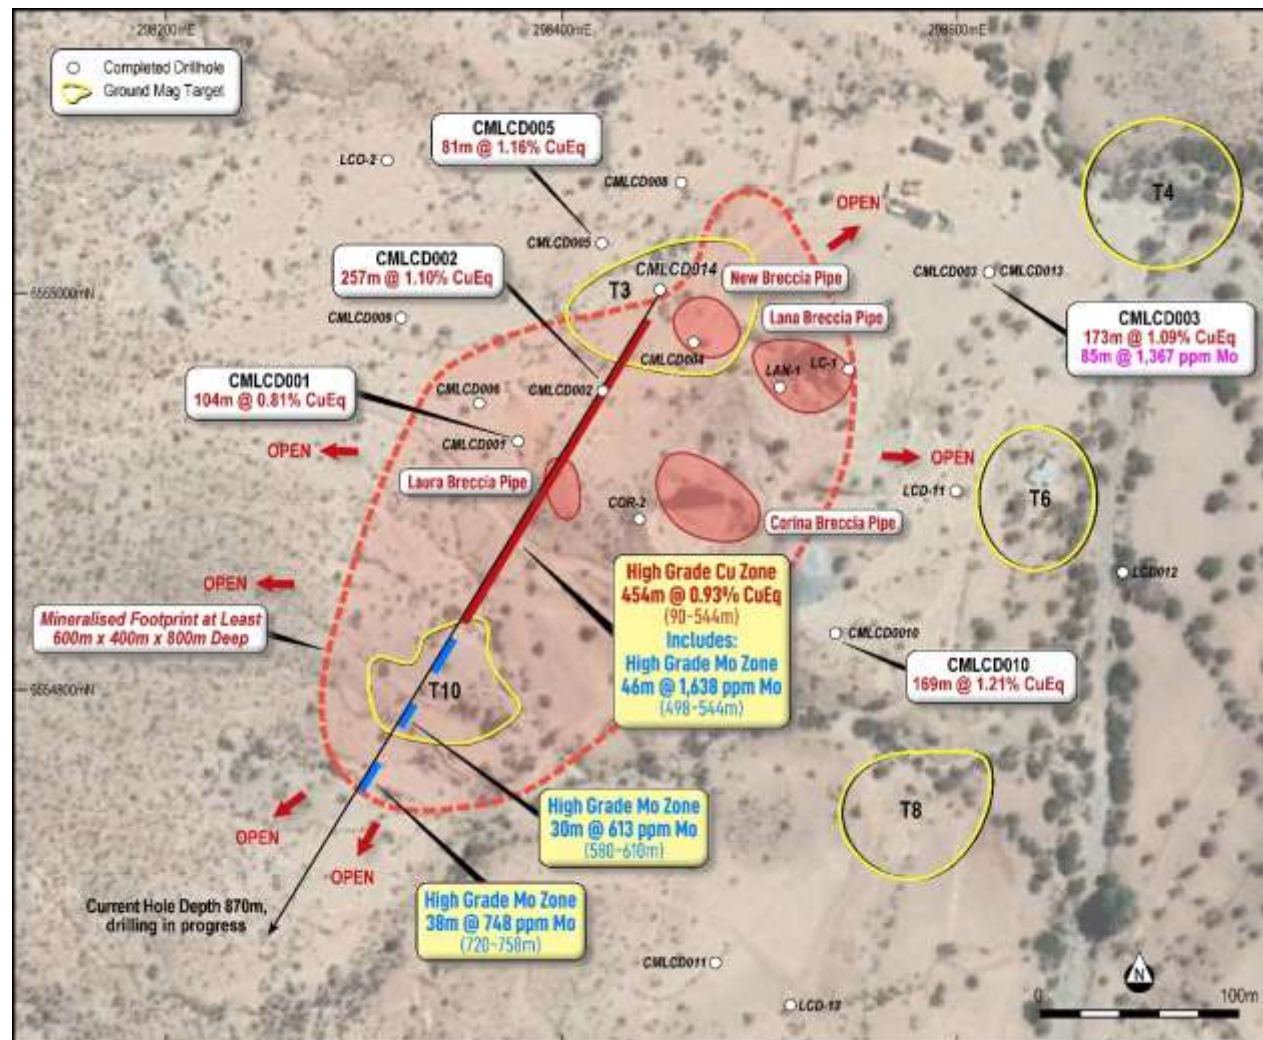 298200mE
298400mE
298600mE
Completed Drillhole
Ground Mag Target
CMLCD005
81m @ 1.16% CuEq
LCD-2
CMLCD008
T4
OPEN
CMLCD005
CMLCD002
257m @ 1.10% CuEq
CMLCD014
T3
New Breccia Pipe
CMLCD003
CMLCD013
6555000mN
CMLCD009
Lana Breccia Pipe
CMLCD003
173m @ 1.09% CuEq
85m @ 1,367 ppm Mo
CMLCD004
LAN-1
LC-1
CMLCD001
104m @ 0.81% CuEq
CMLCD006
CMLCD002
CMLCD001
OPEN
OPEN
Laura Breccia Pipe
LCD-11
T6
COR-2
Corina Breccia Pipe
High Grade Cu Zone
454m @ 0.93% CuEq
(90-544m)
Includes:
High Grade Mo Zone
46m @ 1,638 ppm Mo
(498-544m)
LCD012
OPEN
Mineralised Footprint at Least
600m x 400m x 800m Deep
CMLCD0010
CMLCD010
169m @ 1.21% CuEq
6554800mN
T10
High Grade Mo Zone
30m @ 613 ppm Mo
(580-610m)
T8
OPEN
OPEN
High Grade Mo Zone
38m @ 748 ppm Mo
(720-758m)
Current Hole Depth 870m,
drilling in progress
CMLCD011
LCD-13
N
0
100m